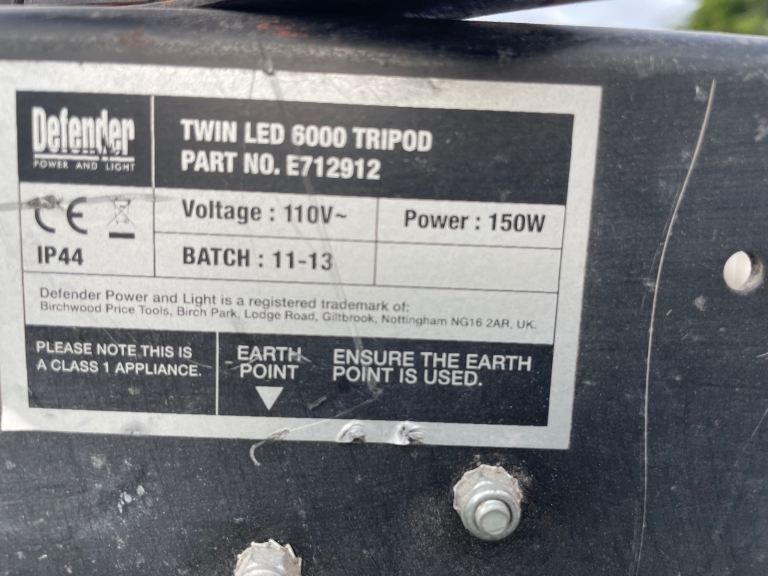 Defender
POWER AND LIGHT
TWIN LED 6000 TRIPOD
PART NO. E712912
CE
IP44
Voltage : 110V~
Power : 150W
BATCH : 11-13
Defender Power and Light is a registered trademark of:
Birchwood Price Tools, Birch Park, Lodge Road, Giltbrook, Nottingham NG16 2AR, UK.
PLEASE NOTE THIS IS
A CLASS 1 APPLIANCE.
EARTH
POINT
ENSURE THE EARTH
POINT IS USED.